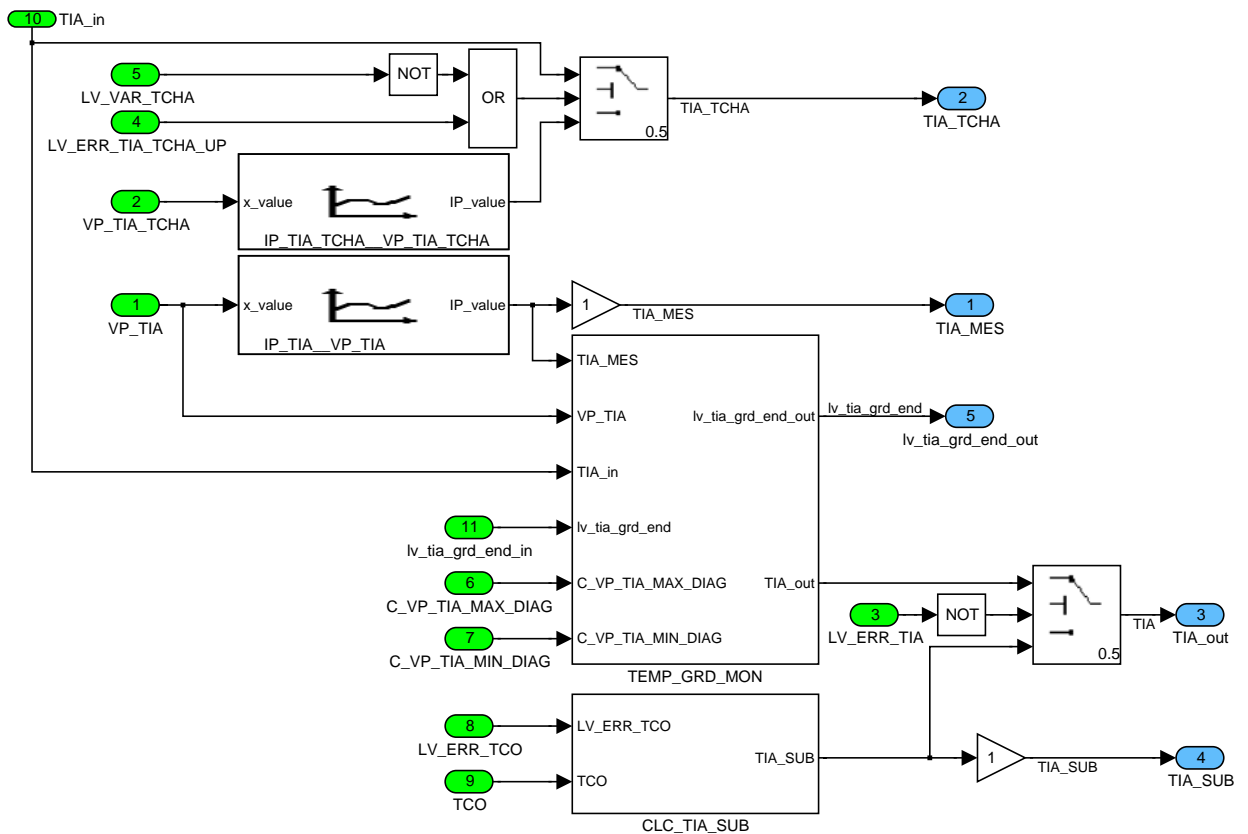 10 TIA_in
5
LV_VAR_TCHA
NOT
OR
4
LV_ERR_TIA_TCHA_UP
0.5
TIA_TCHA
2
TIA_TCHA
2
VP_TIA_TCHA
x_value
IP_value
IP_TIA_TCHA__VP_TIA_TCHA
1
VP_TIA
x_value
IP_value
IP_TIA__VP_TIA
1
TIA_MES
1
TIA_MES
TIA_MES
VP_TIA
lv_tia_grd_end_out
lv_tia_grd_end
5
lv_tia_grd_end_out
TIA_in
11
lv_tia_grd_end_in
lv_tia_grd_end
6
C_VP_TIA_MAX_DIAG
C_VP_TIA_MAX_DIAG
TIA_out
7
C_VP_TIA_MIN_DIAG
C_VP_TIA_MIN_DIAG
TEMP_GRD_MON
3
LV_ERR_TIA
NOT
0.5
TIA
3
TIA_out
8
LV_ERR_TCO
LV_ERR_TCO
TIA_SUB
9
TCO
TCO
CLC_TIA_SUB
1
TIA_SUB
4
TIA_SUB